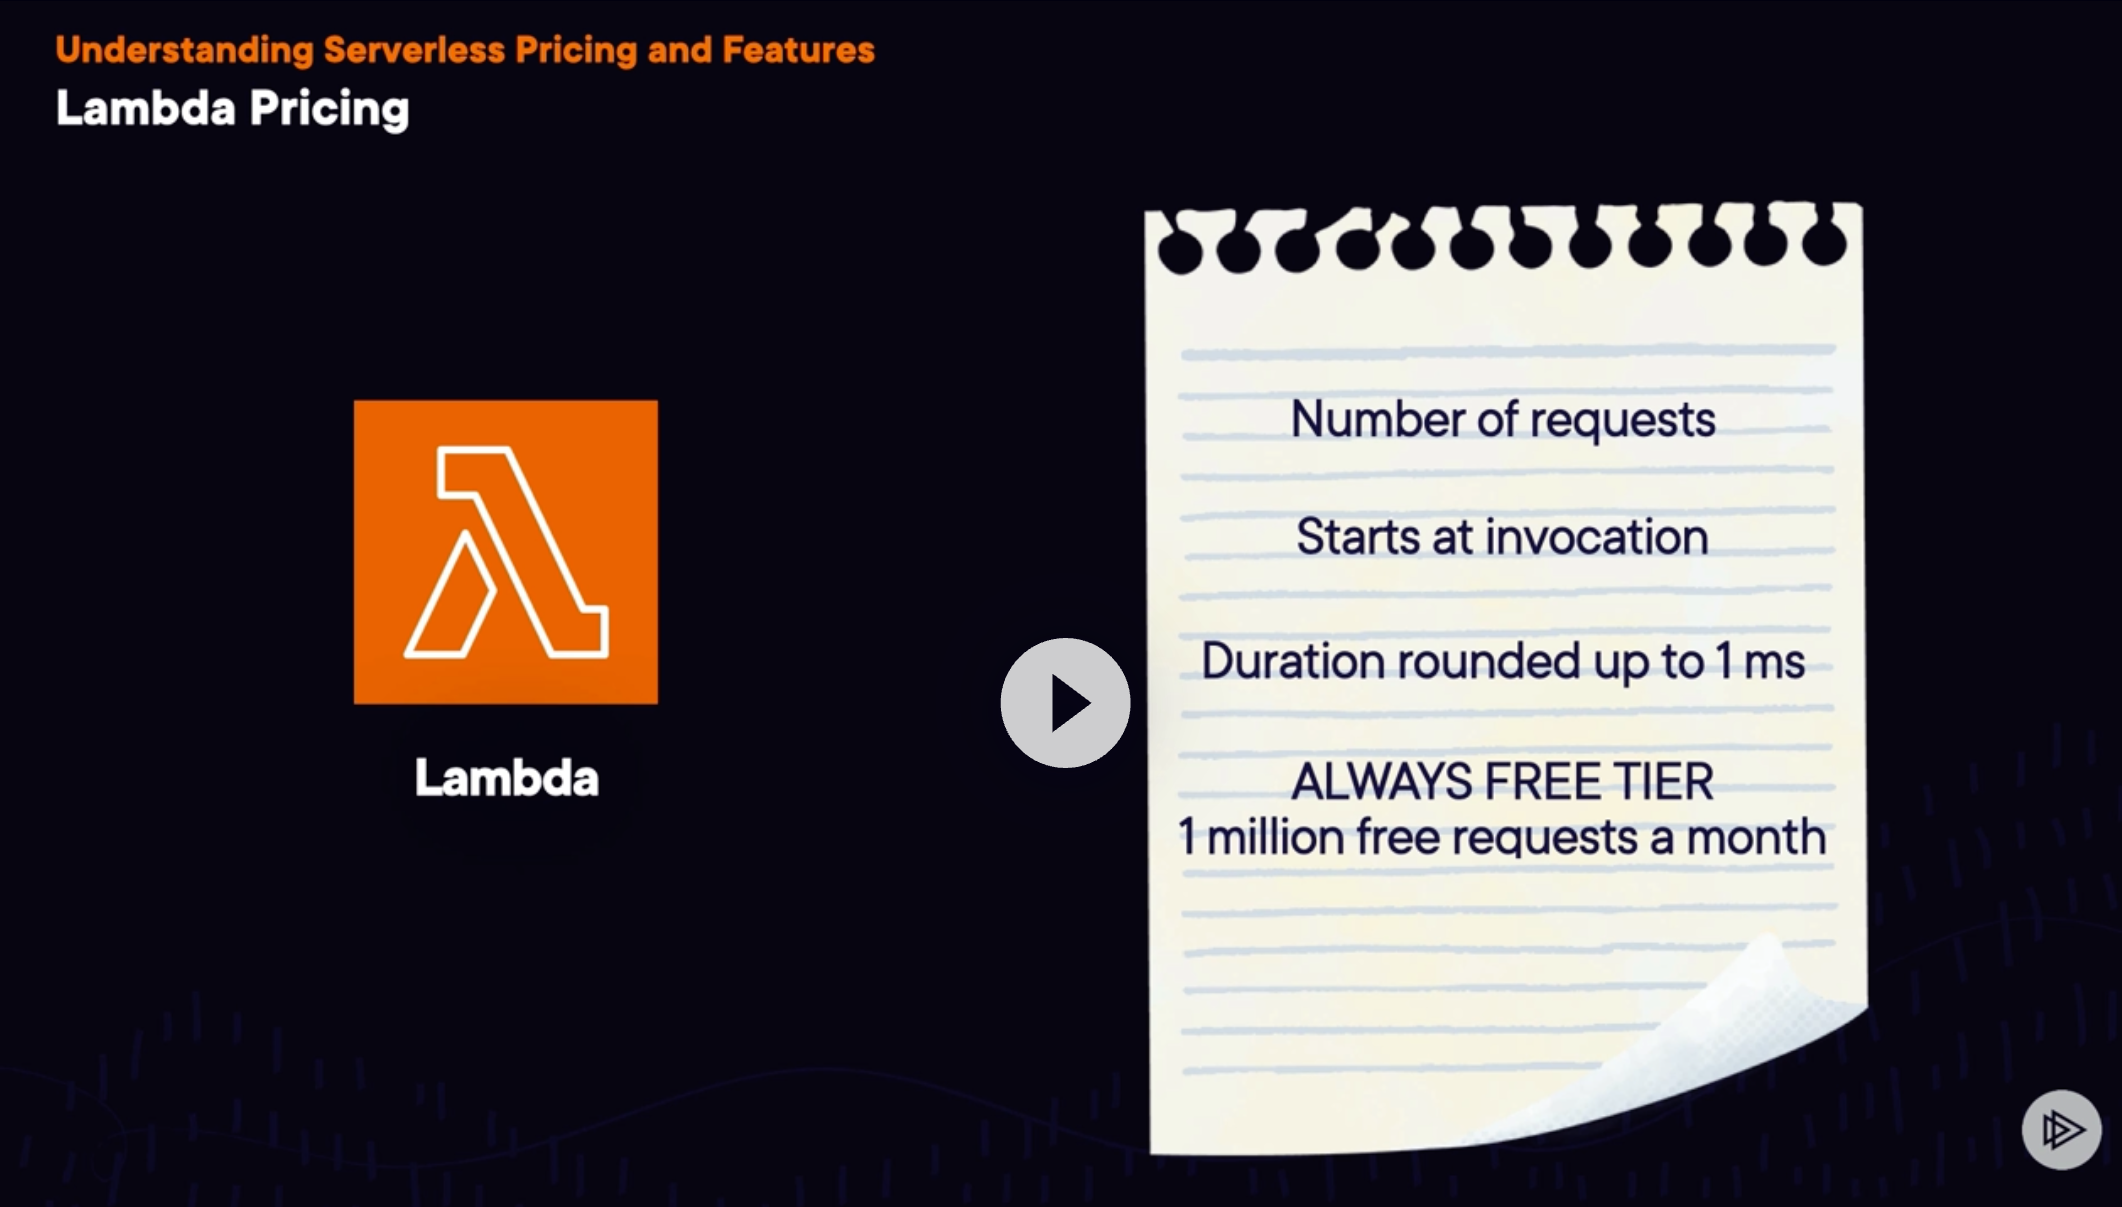 Understanding Serverless Pricing and Features
Lambda Pricing
Lambda
Number of requests
Starts at invocation
Duration rounded up to 1 ms
ALWAYS FREE TIER
1 million free requests a month